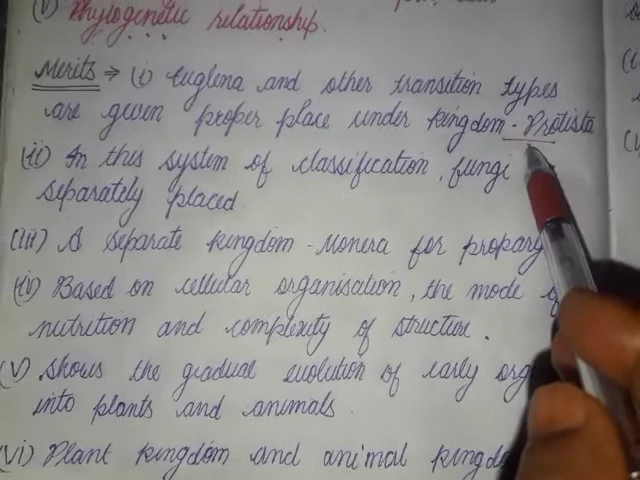 (v) Phylogenetic relationship.
Merits ⇒ (i) Euglena and other transition types
are given proper place under kingdom - Protista
(ii) In this system of classification, fungi
separately placed
(iii) A separate kingdom - Monera for
(iv) Based on cellular organisation, the mode of
nutrition and complexity of structure.
(v) Shows the gradual evolution of early
into plants and animals.
(vi) Plant kingdom and animal